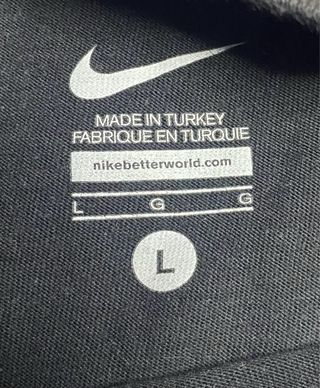 MADE IN TURKEY
FABRIQUE EN TURQUIE
nikebetterworld.com
L G G
L